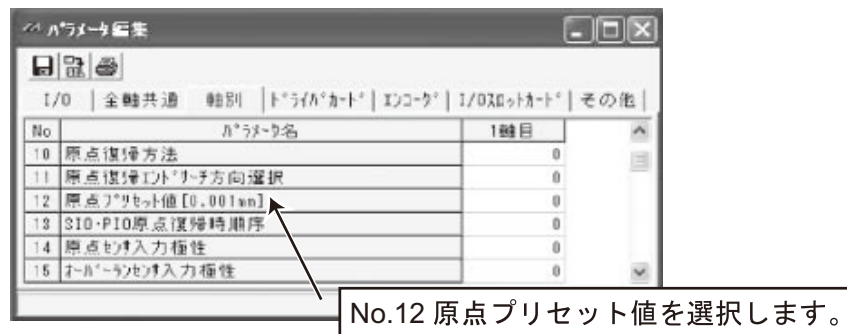 パラメータ編集
I/O 全軸共通 軸別 ドライバカード エンコーダ I/Oスロットカード その他
No パラメータ名 1軸目
10 原点復帰方法 0
11 原点復帰エンドサーチ方向選択 0
12 原点プリセット値[0.001mm] 0
13 SIO・PIO原点復帰時順序 0
14 原点センサ入力極性 0
15 オーバーランセンサ入力極性 0
No.12 原点プリセット値を選択します。